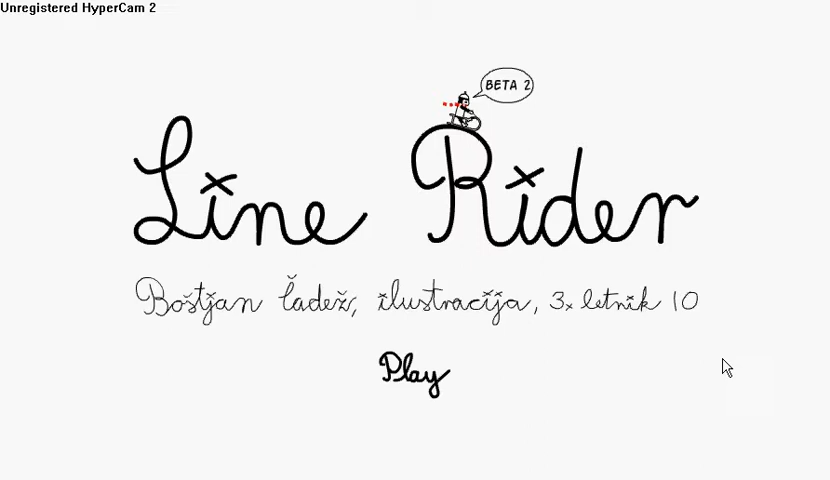 Unregistered HyperCam 2
BETA 2
Line Rider
Boštjan Čadež, ilustracija, 3. letnik 10
Play